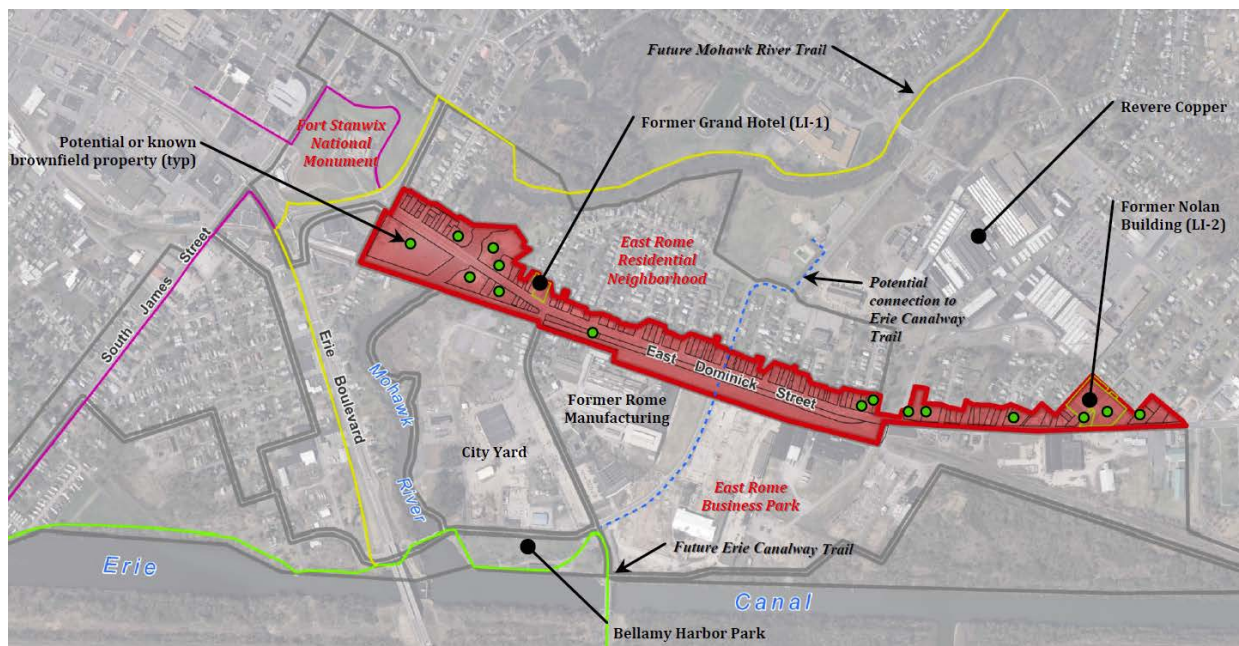 Future Mohawk River Trail
Revere Copper
Former Grand Hotel (LI-1)
Fort Stanwix
National
Monument
Potential or known
brownfield property (typ)
Former Nolan
Building (LI-2)
East Rome
Residential
Neighborhood
South James Street
Potential
connection to
Erie Canalway
Trail
Erie Boulevard
Mohawk River
East Dominick Street
Former Rome
Manufacturing
City Yard
East Rome
Business Park
Future Erie Canalway Trail
Erie Canal
Bellamy Harbor Park